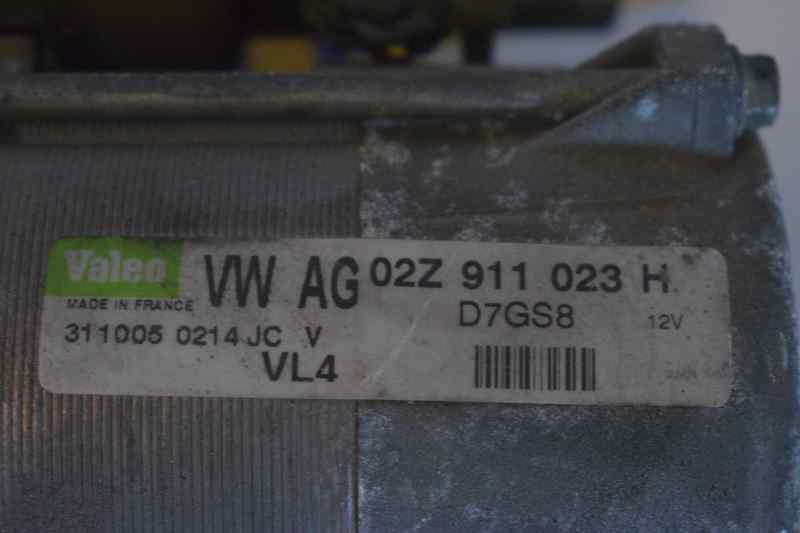 Valeo VW AG 02Z 911 023 H
MADE IN FRANCE D7GS8 12V
311005 0214 JC V
VL4